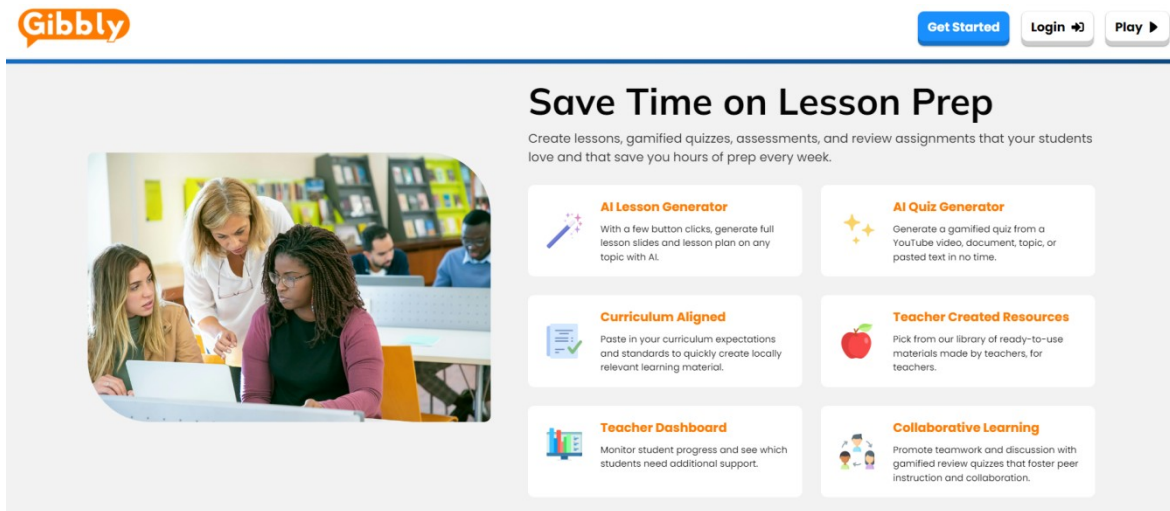 Gibbly
Get Started
Login
Play
Save Time on Lesson Prep
Create lessons, gamified quizzes, assessments, and review assignments that your students
love and that save you hours of prep every week.
AI Lesson Generator
With a few button clicks, generate full
lesson slides and lesson plan on any
topic with AI.
AI Quiz Generator
Generate a gamified quiz from a
YouTube video, document, topic, or
pasted text in no time.
Curriculum Aligned
Paste in your curriculum expectations
and standards to quickly create locally
relevant learning material.
Teacher Created Resources
Pick from our library of ready-to-use
materials made by teachers, for
teachers.
Teacher Dashboard
Monitor student progress and see which
students need additional support.
Collaborative Learning
Promote teamwork and discussion with
gamified review quizzes that foster peer
instruction and collaboration.